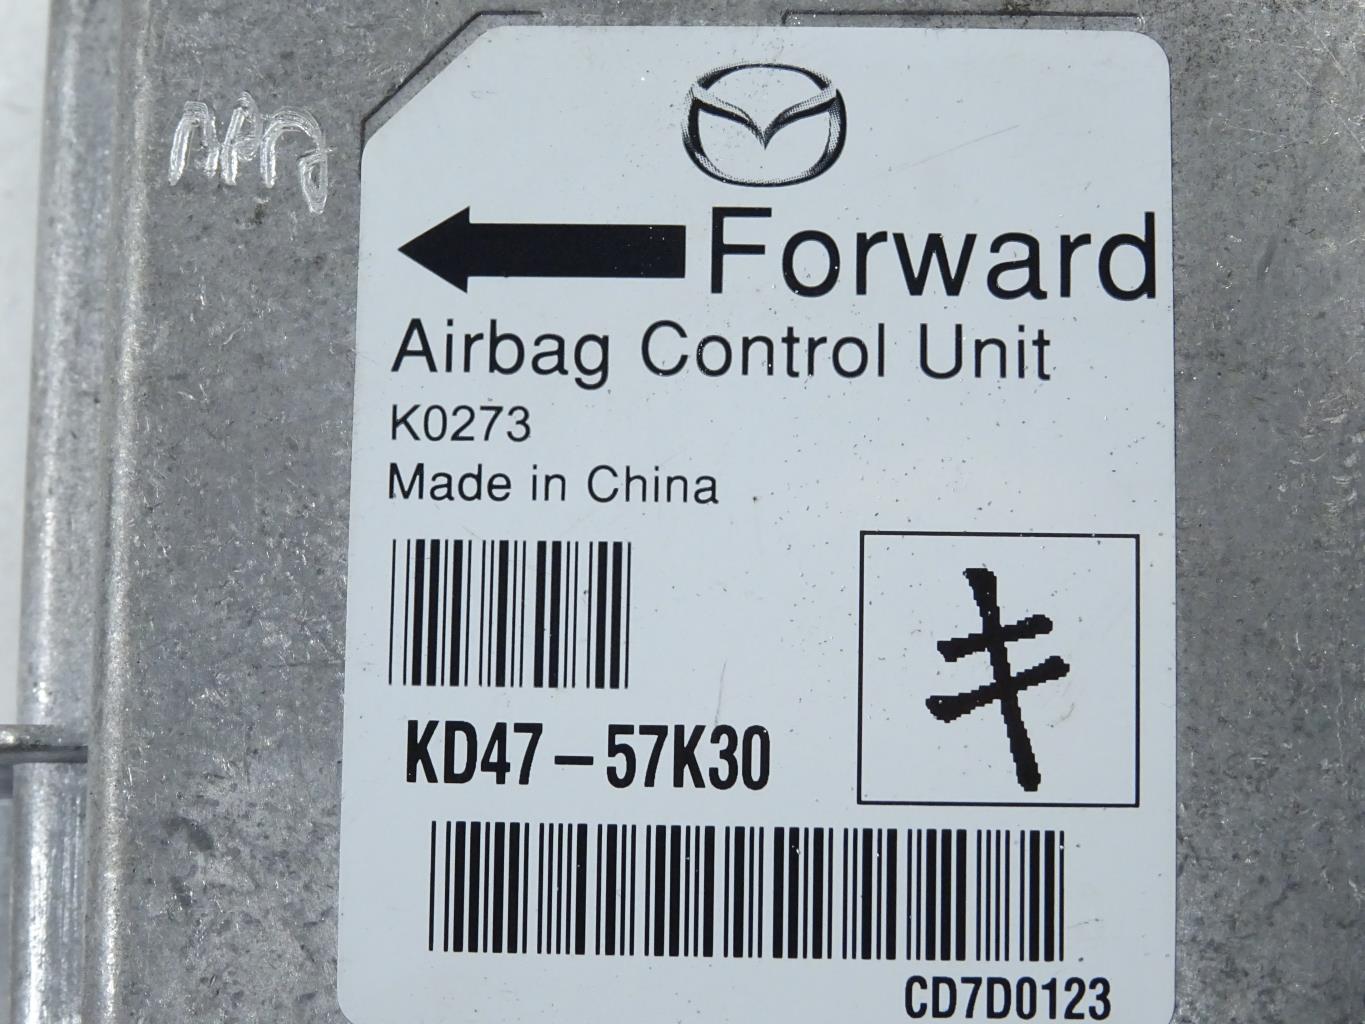 Forward
Airbag Control Unit
K0273
Made in China
キ
KD47-57K30
CD7D0123